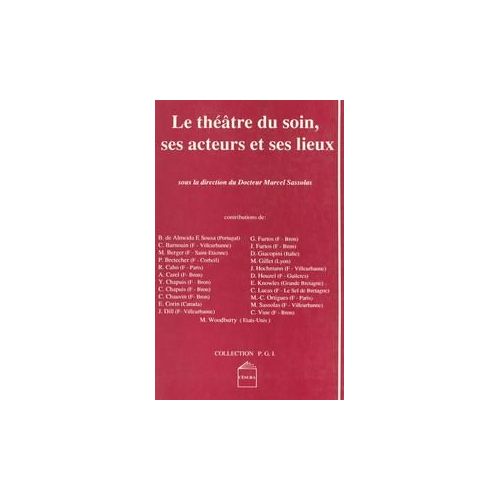 Le théâtre du soin,
ses acteurs et ses lieux
sous la direction du Docteur Marcel Sassolas
contributions de:
B. de Almeida E Sousa (Portugal)
C. Barnouin (F - Villeurbanne)
M. Berger (F - Saint-Etienne)
P. Bretecher (F - Corbeil)
R. Cahn (F - Paris)
A. Carel (F - Bron)
Y. Chapuis (F - Bron)
C. Chapuis (F - Bron)
C. Chauvin (F - Bron)
E. Corin (Canada)
J. Dill (F - Villeurbanne)
G. Furtos (F - Bron)
J. Furtos (F - Bron)
D. Giacopini (Italie)
M. Gillet (Lyon)
J. Hochmann (F - Villeurbanne)
D. Houzel (F - Guileres)
E. Knowles (Grande Bretagne)
C. Lucas (F - Le Sel de Bretagne)
M.-C. Ortigues (F - Paris)
M. Sassolas (F - Villeurbanne)
C. Vuse (F - Bron)
M. Woodbury ( Etats-Unis )
COLLECTION P. G. I.
CESURA